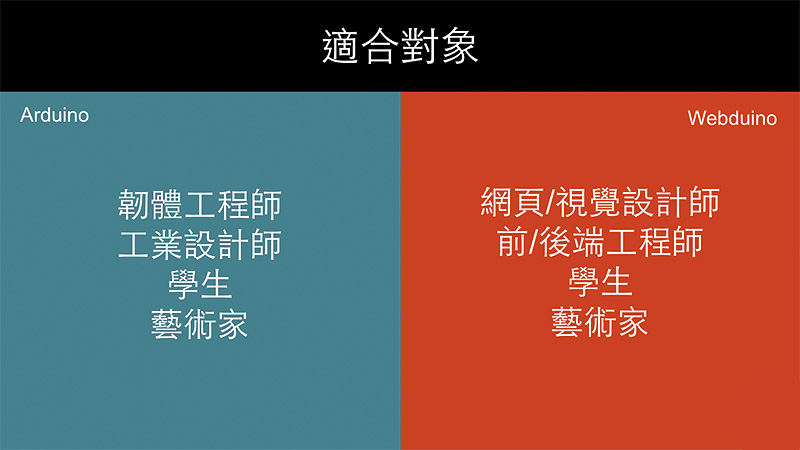 適合對象
Arduino
韌體工程師
工業設計師
學生
藝術家
Webduino
網頁/視覺設計師
前/後端工程師
學生
藝術家